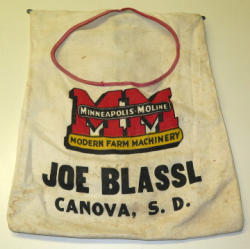 MM
MINNEAPOLIS-MOLINE
MODERN FARM MACHINERY
JOE BLASSL
CANOVA, S. D.